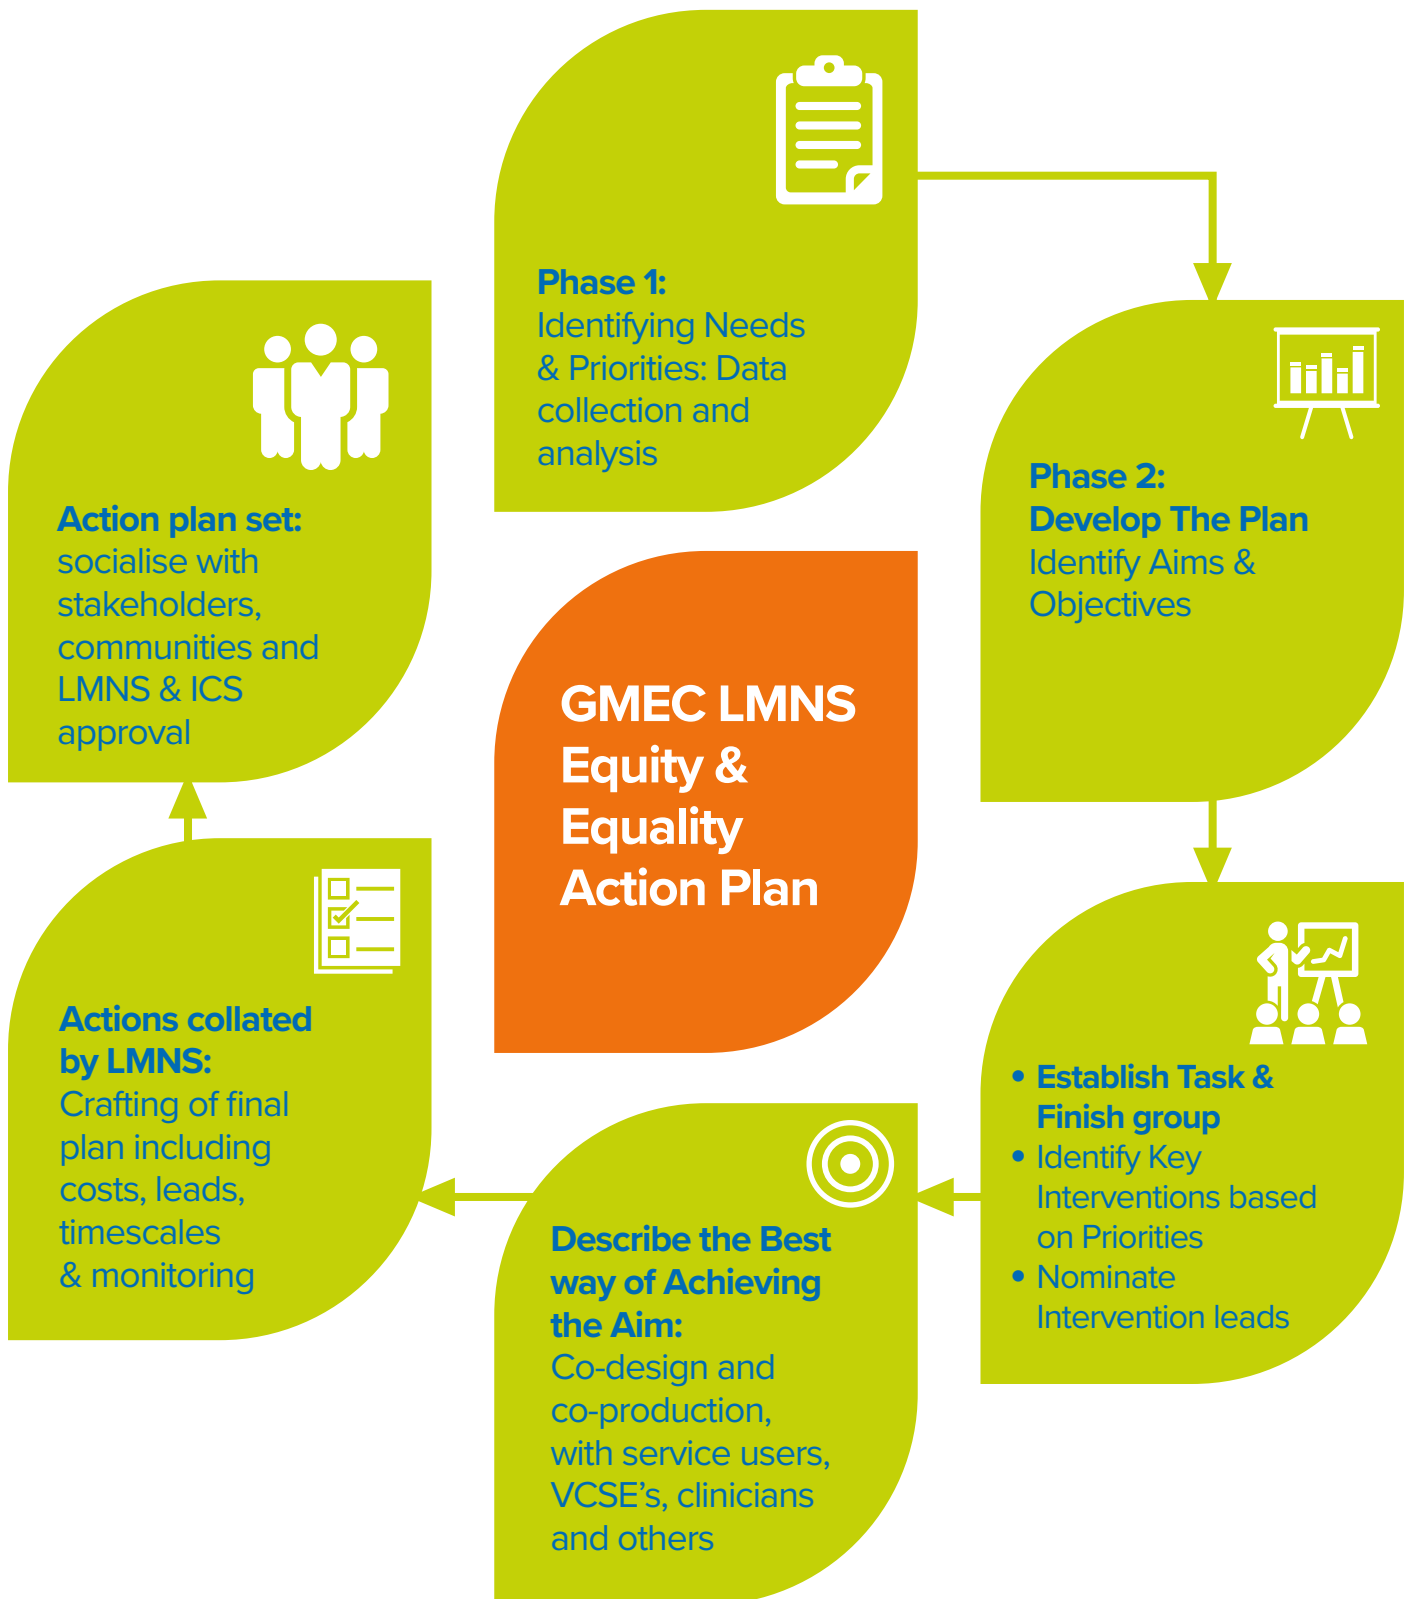 Phase 1:
Identifying Needs
& Priorities: Data
collection and
analysis
Phase 2:
Develop The Plan
Identify Aims &
Objectives
• Establish Task &
Finish group
• Identify Key
Interventions based
on Priorities
• Nominate
Intervention leads
Describe the Best
way of Achieving
the Aim:
Co-design and
co-production,
with service users,
VCSE’s, clinicians
and others
Actions collated
by LMNS:
Crafting of final
plan including
costs, leads,
timescales
& monitoring
Action plan set:
socialise with
stakeholders,
communities and
LMNS & ICS
approval
GMEC LMNS
Equity &
Equality
Action Plan